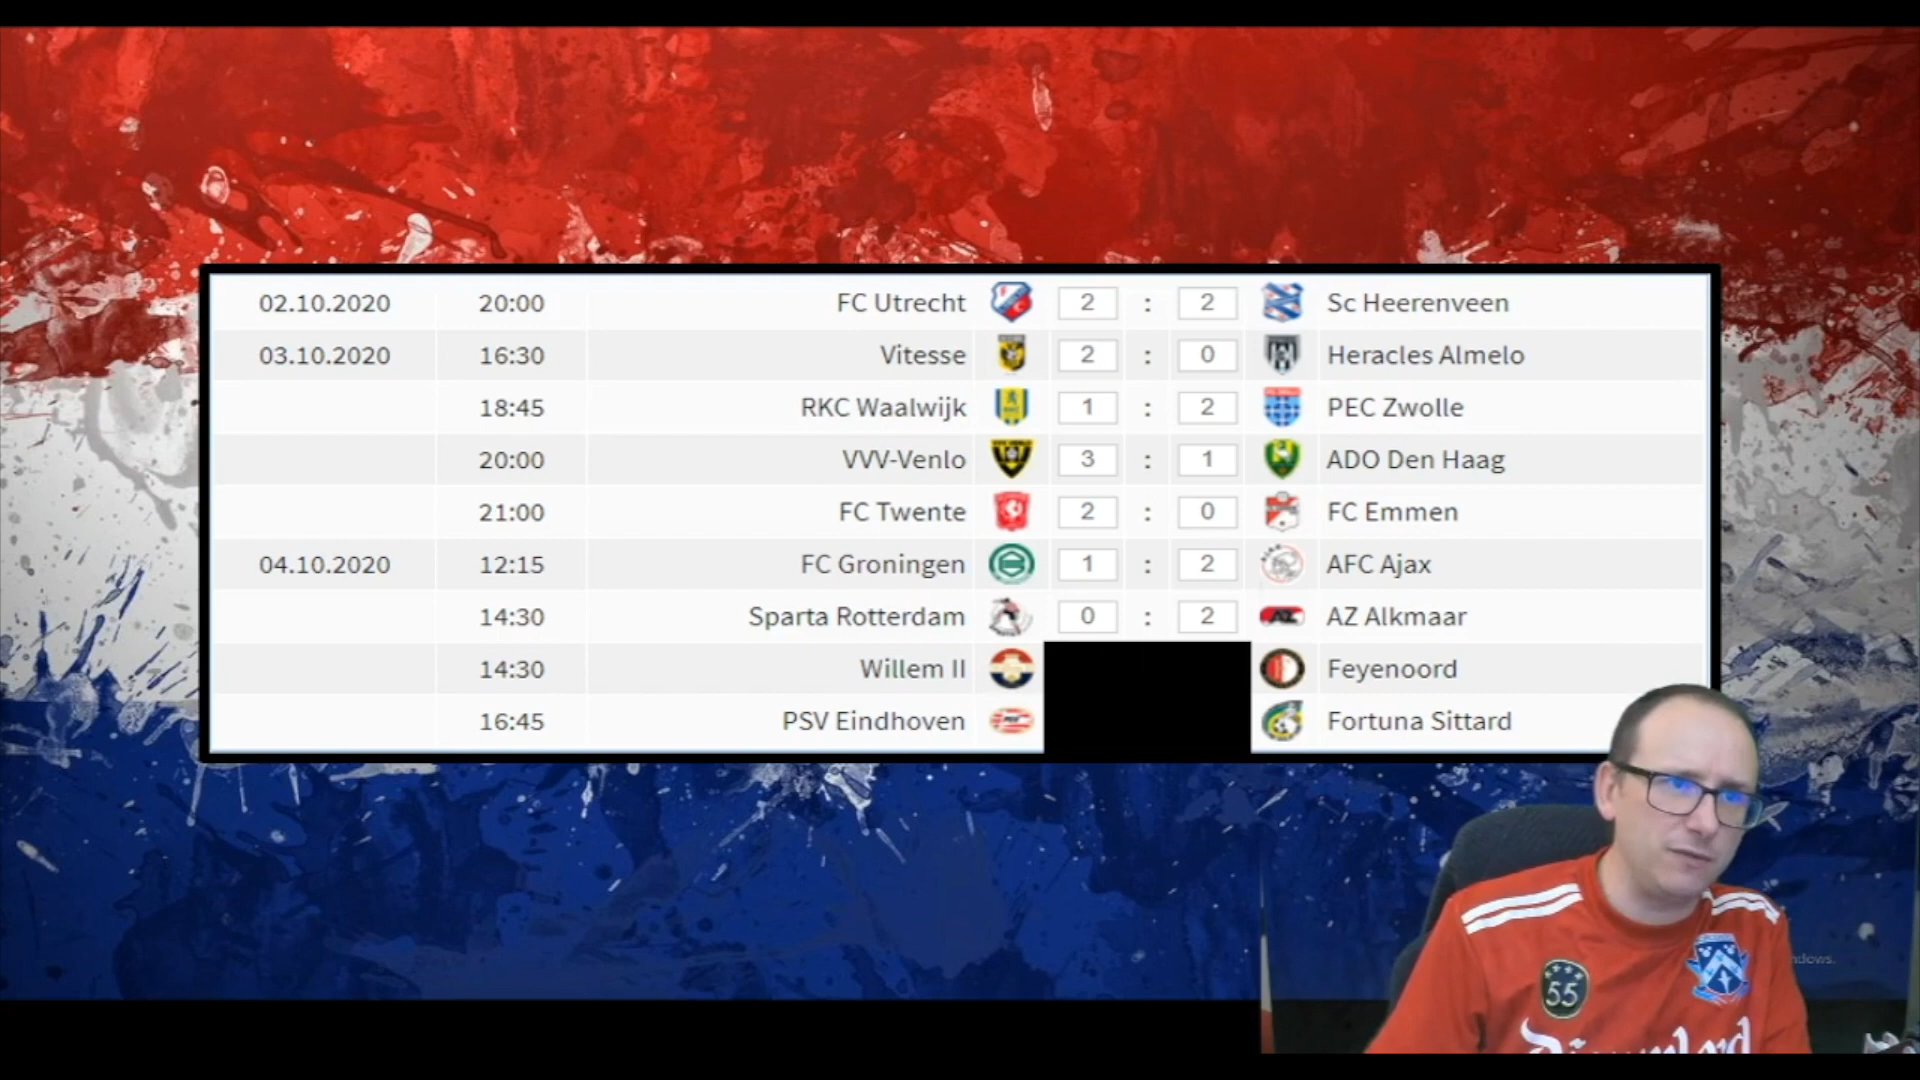 02.10.2020 20:00 FC Utrecht 2 : 2 Sc Heerenveen
03.10.2020 16:30 Vitesse 2 : 0 Heracles Almelo
18:45 RKC Waalwijk 1 : 2 PEC Zwolle
20:00 VVV-Venlo 3 : 1 ADO Den Haag
21:00 FC Twente 2 : 0 FC Emmen
04.10.2020 12:15 FC Groningen 1 : 2 AFC Ajax
14:30 Sparta Rotterdam 0 : 2 AZ Alkmaar
14:30 Willem II Feyenoord
16:45 PSV Eindhoven Fortuna Sittard
55